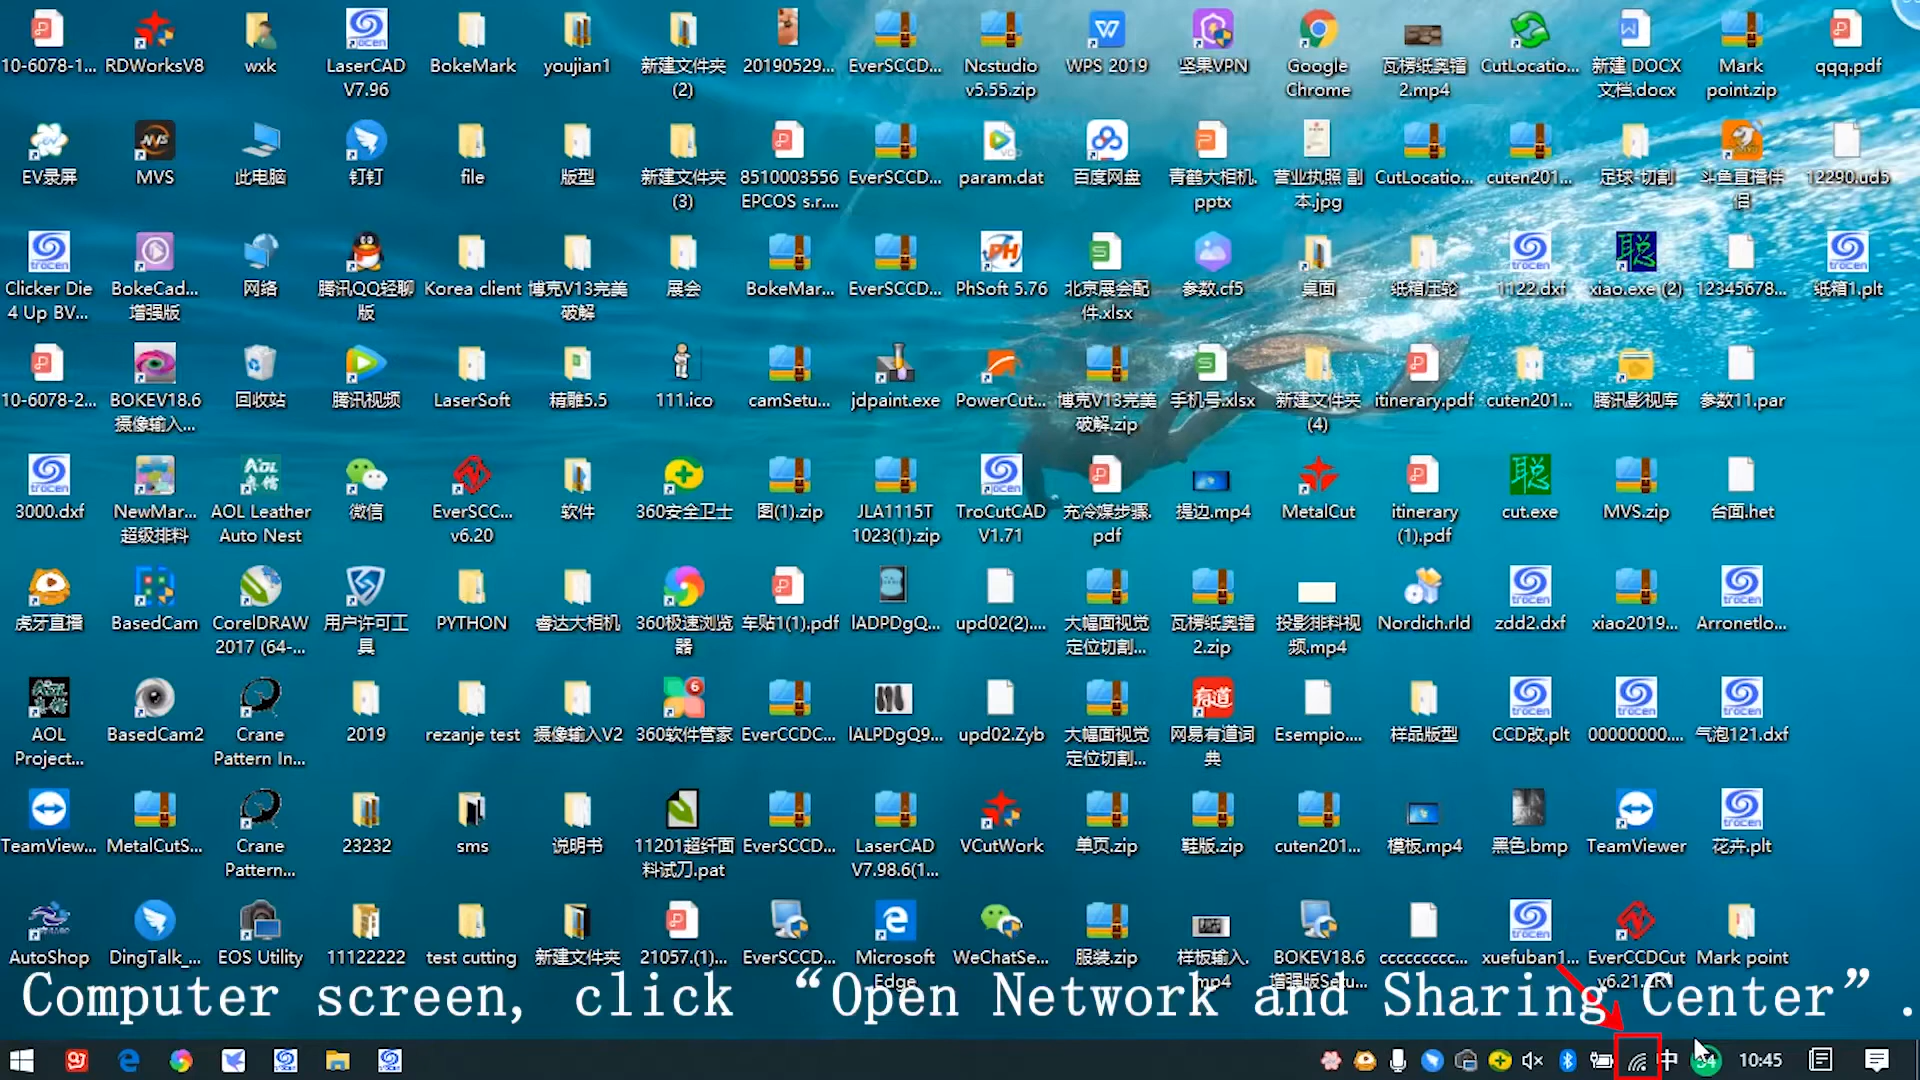 10-6078-1...
RDWorksV8
wxk
LaserCAD
V7.96
BokeMark
youjian1
新建文件夹
(2)
20190529...
EverSCCD...
Ncstudio
v5.55.zip
WPS 2019
坚果VPN
Google
Chrome
瓦楞纸奥镭
2.mp4
CutLocatio...
新建 DOCX
文档.docx
Mark
point.zip
qqq.pdf
EV录屏
MVS
此电脑
钉钉
file
版型
新建文件夹
(3)
8510003556
EPCOS s.r....
EverSCCD...
param.dat
百度网盘
青鹤大相机.
pptx
营业执照 副
本.jpg
CutLocatio...
cuten201...
足球-切割
斗鱼直播伴
侣
12290.ud5
Clicker Die
4 Up BV...
BokeCad...
增强版
网络
腾讯QQ轻聊
版
Korea client
博克V13完美
破解
展会
BokeMar...
EverSCCD...
PhSoft 5.76
北京展会配
件.xlsx
参数.cf5
桌面
纸箱压轮
1122.dxf
xiao.exe (2)
12345678...
纸箱1.plt
10-6078-2...
BOKEV18.6
摄像输入...
回收站
腾讯视频
LaserSoft
精雕5.5
111.ico
camSetu...
jdpaint.exe
PowerCut...
博克V13完美
破解.zip
手机号.xlsx
新建文件夹
(4)
itinerary.pdf
cuten201...
腾讯影视库
参数11.par
3000.dxf
NewMar...
超级排料
AOL Leather
Auto Nest
微信
EverSCC...
v6.20
软件
360安全卫士
图(1).zip
JLA1115T
1023(1).zip
TroCutCAD
V1.71
充冷媒步骤.
pdf
提边.mp4
MetalCut
itinerary
(1).pdf
cut.exe
MVS.zip
台面.het
虎牙直播
BasedCam
CorelDRAW
2017 (64-...
用户许可工
具
PYTHON
睿达大相机
360极速浏览
器
车贴1(1).pdf
lADPDgQ...
upd02(2)....
大幅面视觉
定位切割...
瓦楞纸奥镭
2.zip
投影排料视
频.mp4
Nordich.rld
zdd2.dxf
xiao2019...
Arronetlo...
AOL
Project...
BasedCam2
Crane
Pattern In...
2019
rezanje test
摄像输入V2
360软件管家
EverCCDC...
lALPDgQ9...
upd02.Zyb
大幅面视觉
定位切割...
网易有道词
典
Esempio....
样品版型
CCD改.plt
00000000....
气泡121.dxf
TeamView...
MetalCutS...
Crane
Pattern...
23232
sms
说明书
11201超纤面
料试刀.pat
EverSCCD...
LaserCAD
V7.98.6(1...
VCutWork
单页.zip
鞋版.zip
cuten201...
模板.mp4
黑色.bmp
TeamViewer
花卉.plt
AutoShop
DingTalk_...
EOS Utility
11122222
test cutting
新建文件夹
21057.(1)...
EverSCCD...
Microsoft
Edge
WeChatSe...
服装.zip
样板输入.
mp4
BOKEV18.6
增强版Setu...
cccccccccc...
xuefuban1...
EverCCDCut
v6.21.ZR1
Mark point
Computer screen, click “Open Network and Sharing Center”.
中
10:45